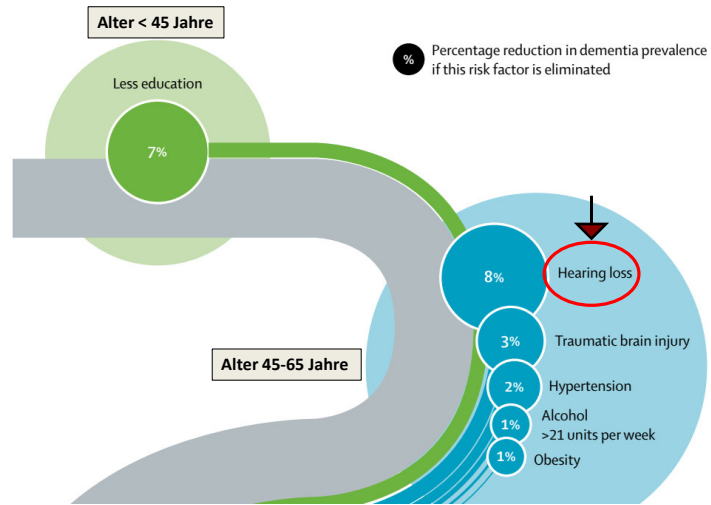 Alter < 45 Jahre
% Percentage reduction in dementia prevalence
if this risk factor is eliminated
Less education
7%
8% Hearing loss
3% Traumatic brain injury
Alter 45-65 Jahre
2% Hypertension
1% Alcohol
>21 units per week
1% Obesity